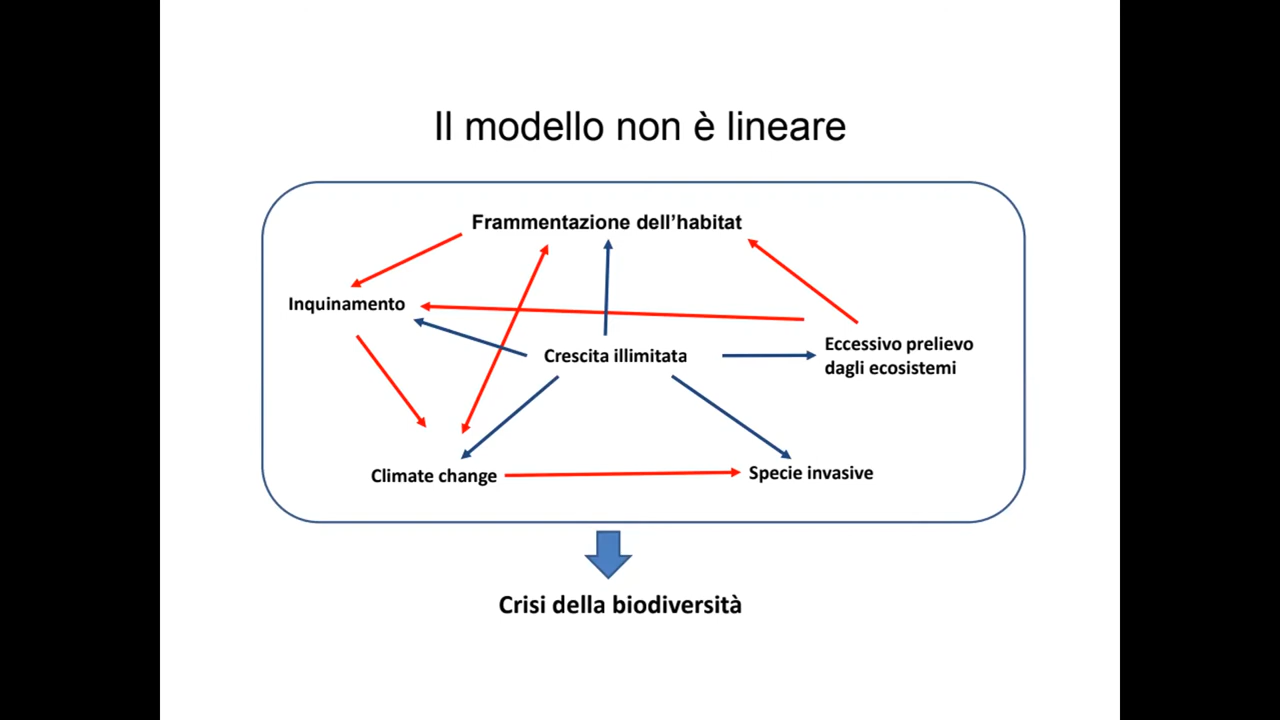 Il modello non è lineare
Frammentazione dell'habitat
Inquinamento
Crescita illimitata
Eccessivo prelievo
dagli ecosistemi
Climate change
Specie invasive
Crisi della biodiversità